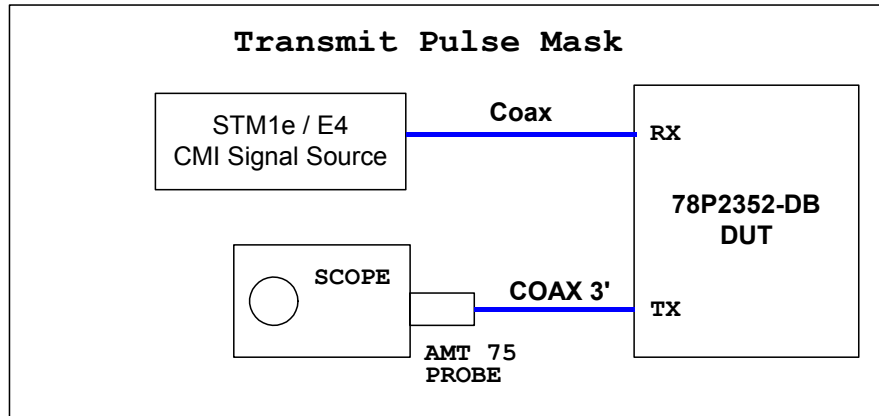 Transmit Pulse Mask
STM1e / E4
CMI Signal Source
Coax
RX
78P2352-DB
DUT
SCOPE
COAX 3'
TX
AMT 75
PROBE